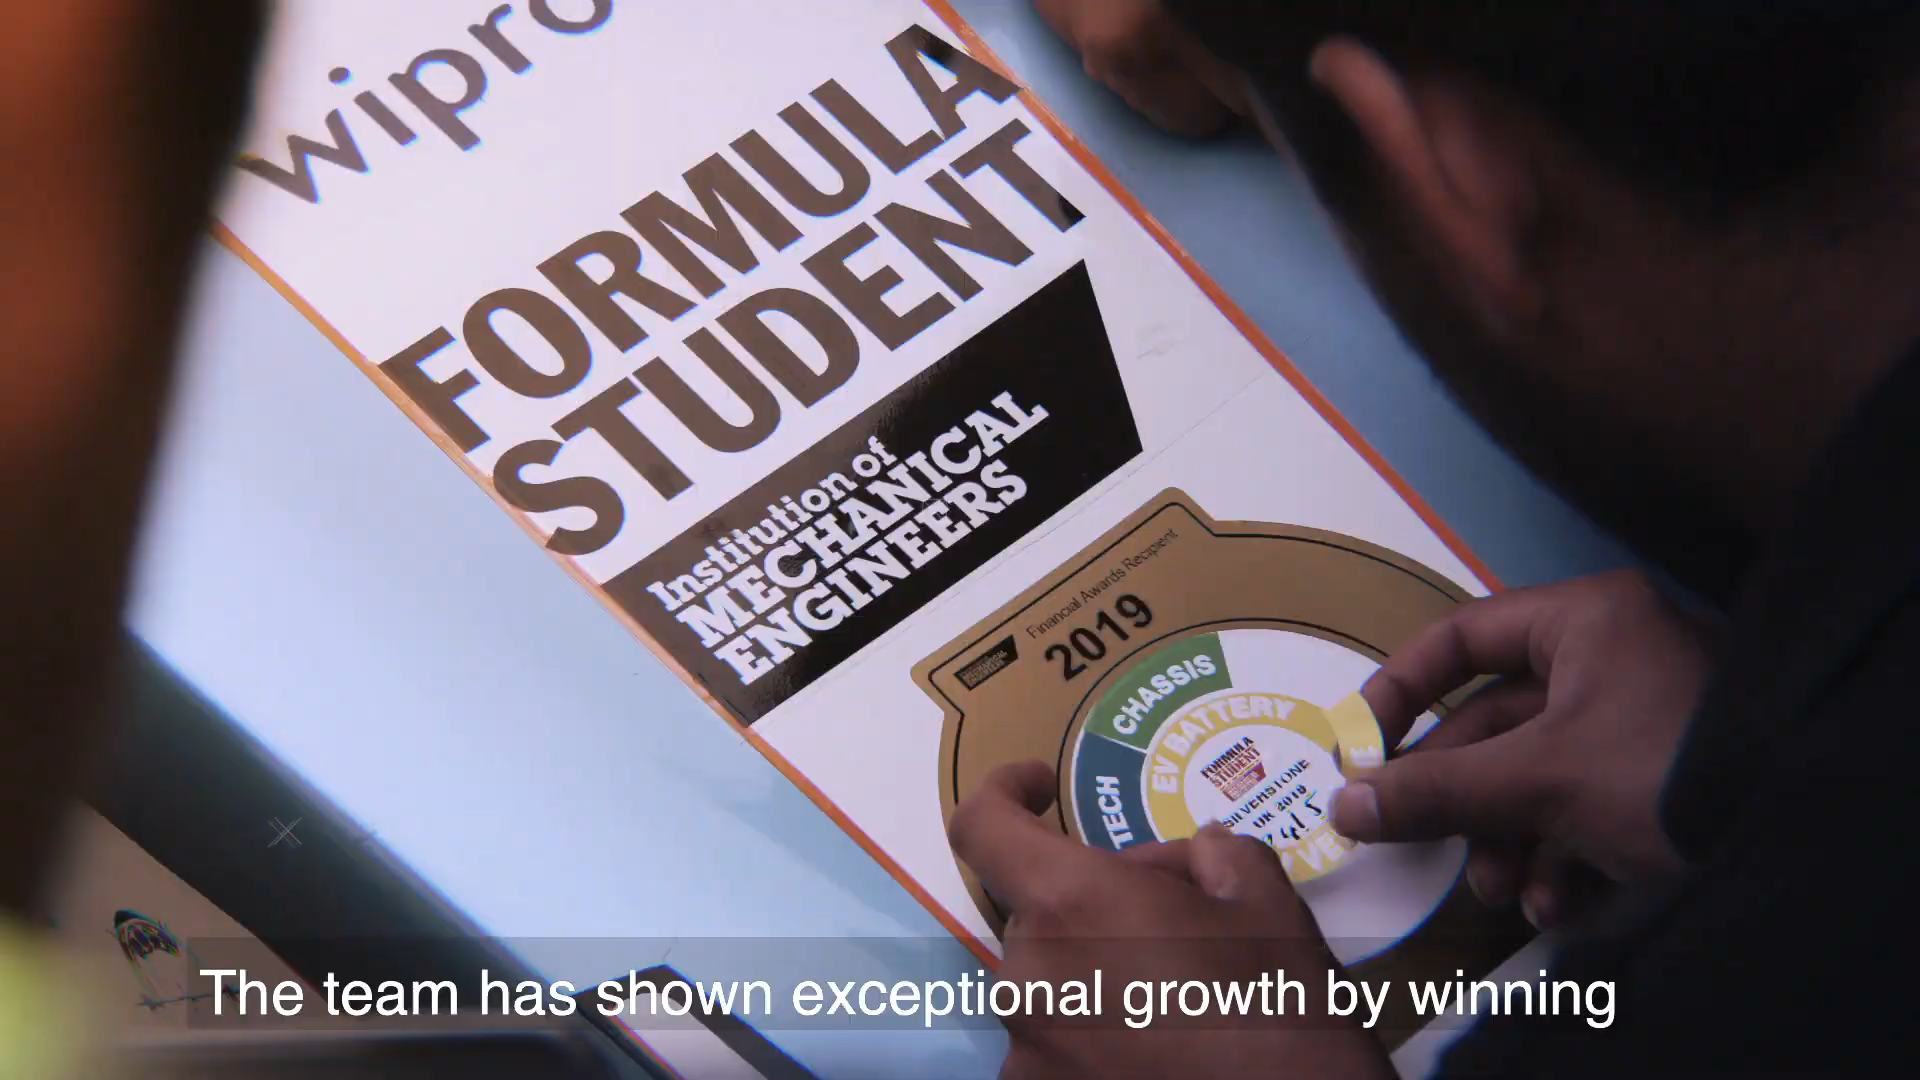 wipro
FORMULA
STUDENT
Institution of
MECHANICAL
ENGINEERS
Financial Awards Recipient
2019
CHASSIS
TECH
EV BATTERY
FORMULA
STUDENT
SILVERSTONE
UK 2019
The team has shown exceptional growth by winning